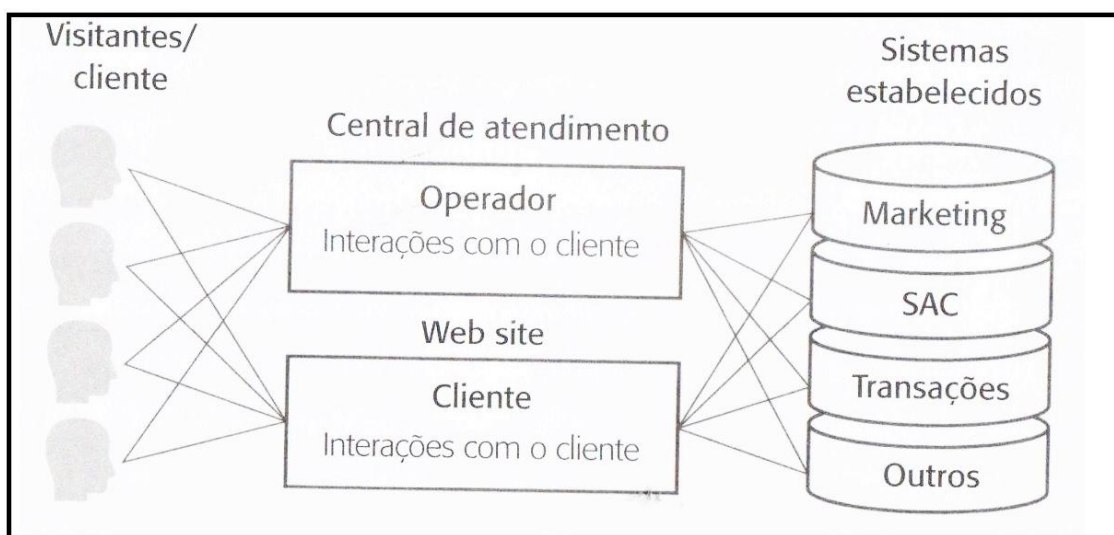 Visitantes/
cliente
Central de atendimento
Operador
Interações com o cliente
Web site
Cliente
Interações com o cliente
Sistemas
estabelecidos
Marketing
SAC
Transações
Outros